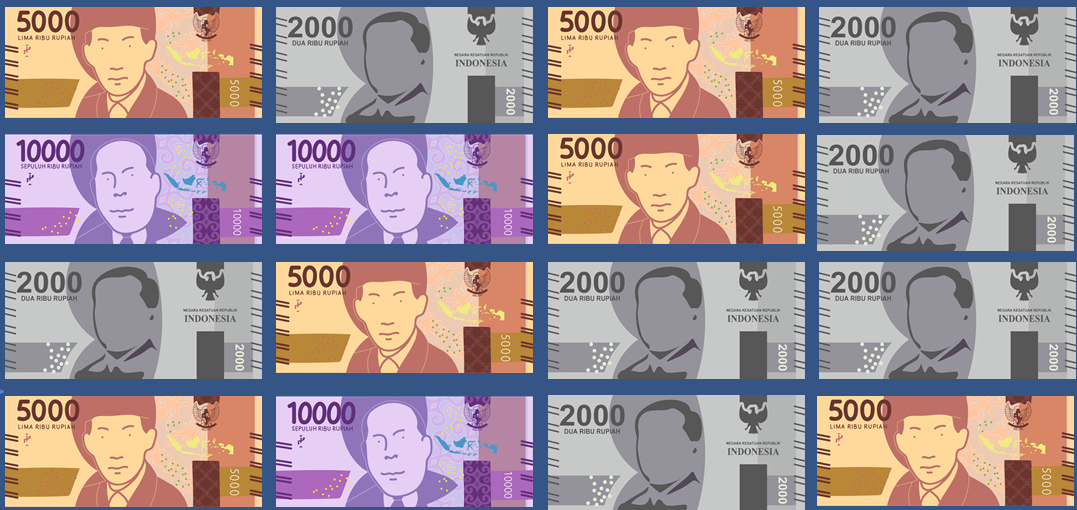 5000
LIMA RIBU RUPIAH
5000
2000
DUA RIBU RUPIAH
NEGARA KESATUAN REPUBLIK
INDONESIA
2000
5000
LIMA RIBU RUPIAH
5000
2000
DUA RIBU RUPIAH
NEGARA KESATUAN REPUBLIK
INDONESIA
2000
10000
SEPULUH RIBU RUPIAH
10000
10000
SEPULUH RIBU RUPIAH
10000
5000
LIMA RIBU RUPIAH
5000
2000
DUA RIBU RUPIAH
NEGARA KESATUAN REPUBLIK
INDONESIA
2000
2000
DUA RIBU RUPIAH
NEGARA KESATUAN REPUBLIK
INDONESIA
2000
5000
LIMA RIBU RUPIAH
5000
2000
DUA RIBU RUPIAH
NEGARA KESATUAN REPUBLIK
INDONESIA
2000
2000
DUA RIBU RUPIAH
NEGARA KESATUAN REPUBLIK
INDONESIA
2000
5000
LIMA RIBU RUPIAH
5000
10000
SEPULUH RIBU RUPIAH
10000
2000
DUA RIBU RUPIAH
NEGARA KESATUAN REPUBLIK
INDONESIA
2000
5000
LIMA RIBU RUPIAH
5000